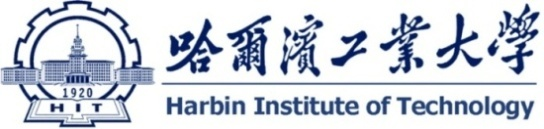 1920
HIT
哈爾濱工業大學
Harbin Institute of Technology